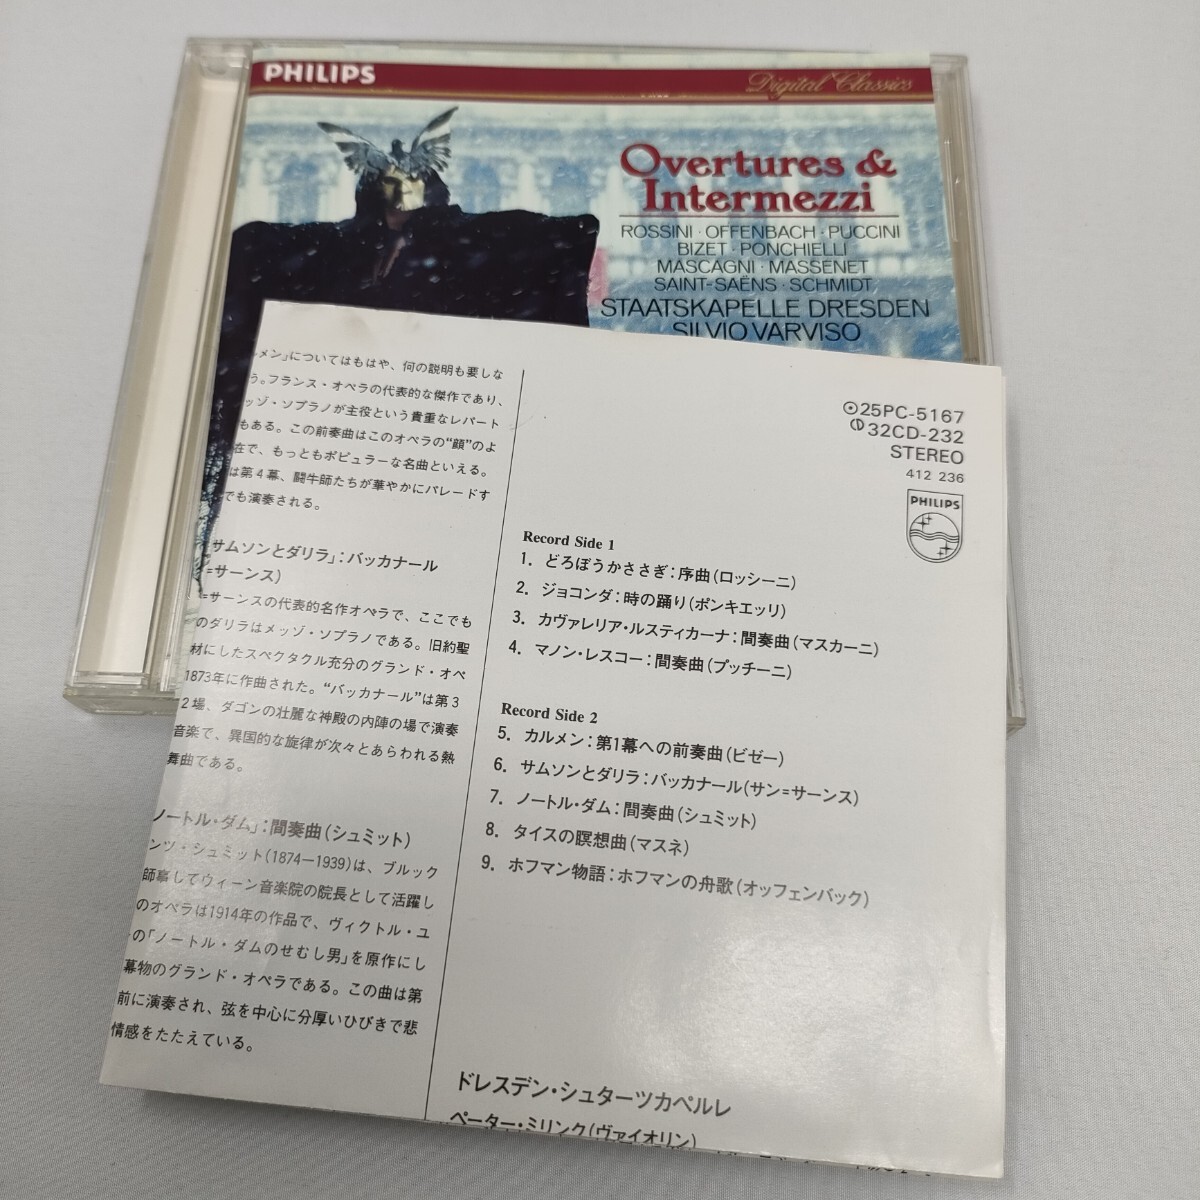 PHILIPS
Digital Classics
Overtures &
Intermezzi
ROSSINI · OFFENBACH · PUCCINI
BIZET · PONCHIELLI
MASCAGNI · MASSENET
SAINT-SAËNS · SCHMIDT
STAATSKAPELLE DRESDEN
SILVIO VARVISO
ルメン」についてはもはや、何の説明も要しな
う。フランス・オペラの代表的な傑作であり、
ッゾ・ソプラノが主役という貴重なレパート
もある。この前奏曲はこのオペラの“顔”のよ
在で、もっともポピュラーな名曲といえる。
は第4幕、闘牛師たちが華やかにパレードす
でも演奏される。
サムソンとダリラ」：バッカナール
=サーンス）
=サーンスの代表的名作オペラで、ここでも
のダリラはメッゾ・ソプラノである。旧約聖
材にしたスペクタクル充分のグランド・オペ
1873年に作曲された。“バッカナール”は第3
2場、ダゴンの壮麗な神殿の内陣の場で演奏
音楽で、異国的な旋律が次々とあらわれる熱
舞曲である。
ノートル・ダム」：間奏曲（シュミット）
ンツ・シュミット（1874—1939）は、ブルック
師事してウィーン音楽院の院長として活躍し
のオペラは1914年の作品で、ヴィクトル・ユ
の「ノートル・ダムのせむし男」を原作にし
幕物のグランド・オペラである。この曲は第
前に演奏され、弦を中心に分厚いひびきで悲
情感をたたえている。
25PC-5167
32CD-232
STEREO
412 236
PHILIPS
Record Side 1
1. どろぼうかささぎ：序曲（ロッシーニ）
2. ジョコンダ：時の踊り（ポンキエッリ）
3. カヴァレリア・ルスティカーナ：間奏曲（マスカーニ）
4. マノン・レスコー：間奏曲（プッチーニ）
Record Side 2
5. カルメン：第1幕への前奏曲（ビゼー）
6. サムソンとダリラ：バッカナール（サン=サーンス）
7. ノートル・ダム：間奏曲（シュミット）
8. タイスの瞑想曲（マスネ）
9. ホフマン物語：ホフマンの舟歌（オッフェンバック）
ドレスデン・シュターツカペルレ
ペーター・ミリンク（ヴァイオリン）